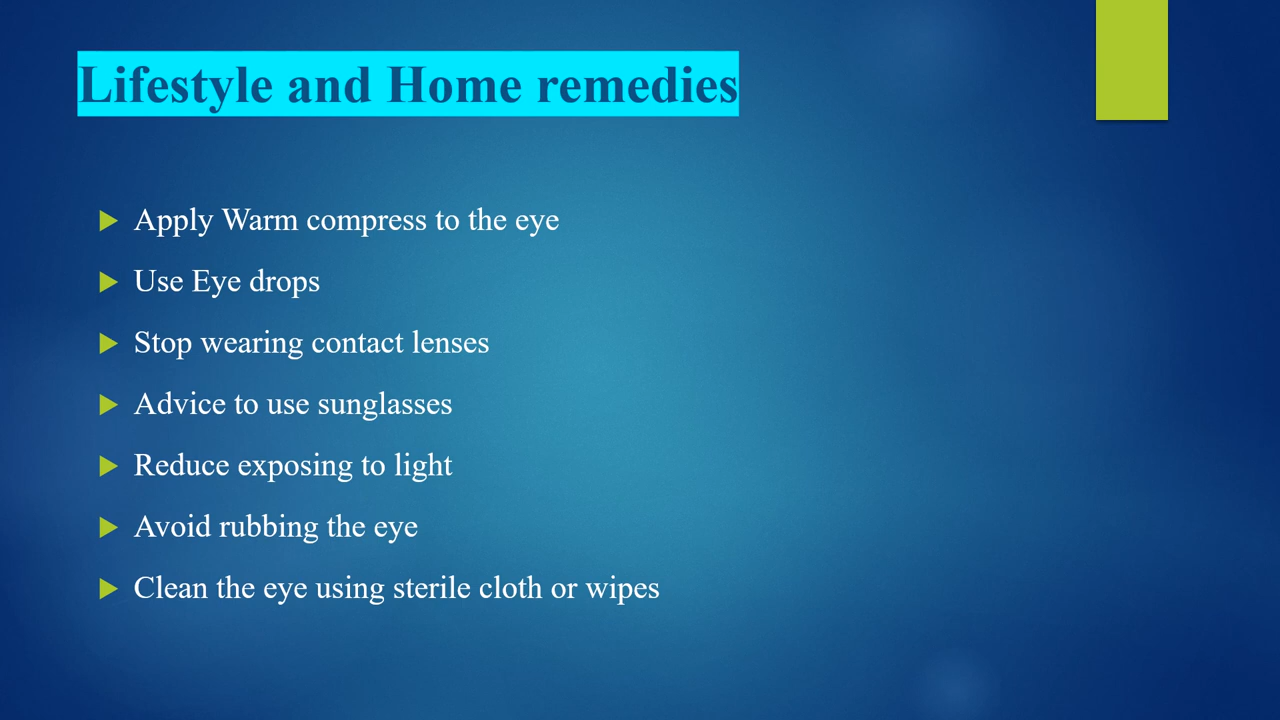 Lifestyle and Home remedies
Apply Warm compress to the eye
Use Eye drops
Stop wearing contact lenses
Advice to use sunglasses
Reduce exposing to light
Avoid rubbing the eye
Clean the eye using sterile cloth or wipes